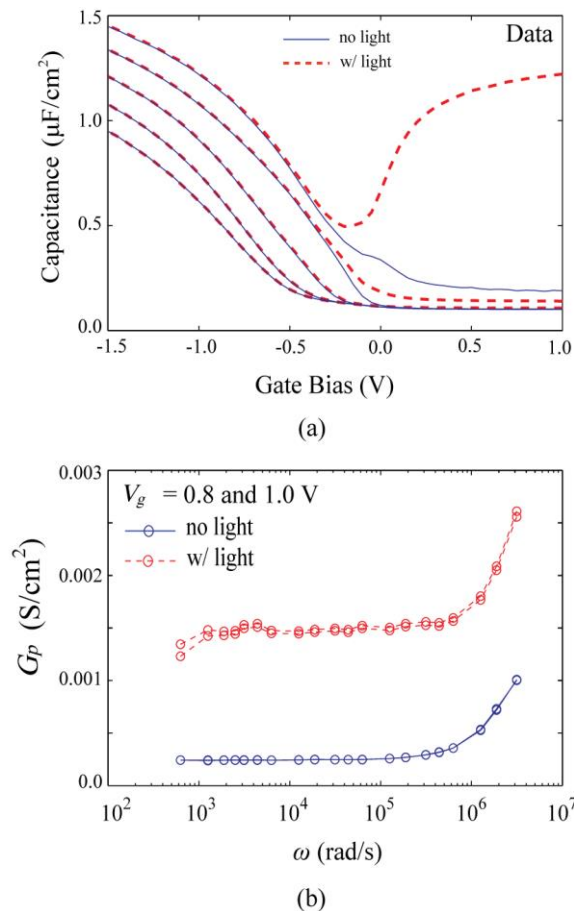 1.5
1.0
0.5
0.0
Capacitance (µF/cm²)
no light
w/ light
Data
-1.5 -1.0 -0.5 0.0 0.5 1.0
Gate Bias (V)
(a)
0.003
0.002
0.001
0.0
Gₚ (S/cm²)
V_g = 0.8 and 1.0 V
no light
w/ light
10² 10³ 10⁴ 10⁵ 10⁶ 10⁷
ω (rad/s)
(b)